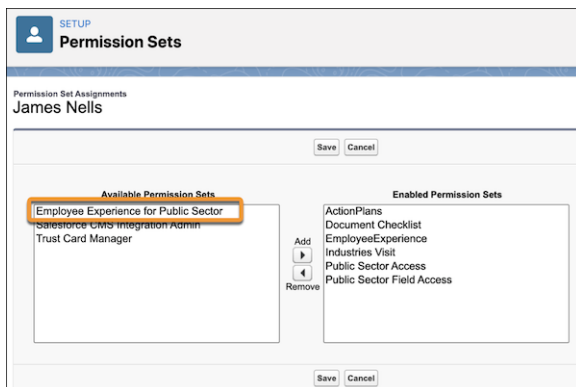 SETUP
Permission Sets
Permission Set Assignments
James Nells
Save Cancel
Available Permission Sets
Enabled Permission Sets
Employee Experience for Public Sector
Salesforce CMS Integration Admin
Trust Card Manager
Add
Remove
ActionPlans
Document Checklist
EmployeeExperience
Industries Visit
Public Sector Access
Public Sector Field Access
Save Cancel